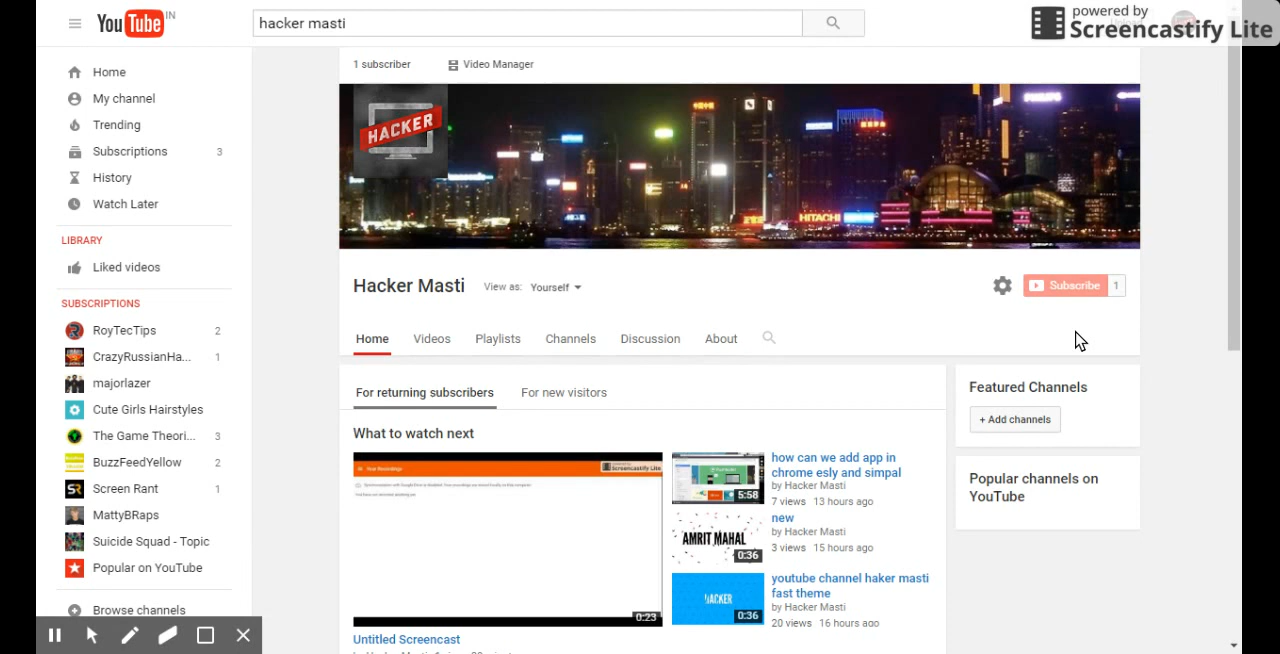 YouTube IN
hacker masti
powered by
Screencastify Lite
Home
My channel
Trending
Subscriptions 3
History
Watch Later
LIBRARY
Liked videos
SUBSCRIPTIONS
RoyTecTips 2
CrazyRussianHa... 1
majorlazer
Cute Girls Hairstyles
The Game Theori... 3
BuzzFeedYellow 2
Screen Rant 1
MattyBRaps
Suicide Squad - Topic
Popular on YouTube
Browse channels
1 subscriber
Video Manager
HACKER
HITACHI
PHILIPS
Hacker Masti
View as: Yourself
Subscribe 1
Home Videos Playlists Channels Discussion About
For returning subscribers For new visitors
What to watch next
Your Recordings
Screencastify Lite
0:23
Untitled Screencast
5:58
how can we add app in
chrome esly and simpal
by Hacker Masti
7 views 13 hours ago
AMRIT MAHAL
0:36
new
by Hacker Masti
3 views 15 hours ago
HACKER
0:36
youtube channel haker masti
fast theme
by Hacker Masti
20 views 16 hours ago
Featured Channels
+ Add channels
Popular channels on
YouTube